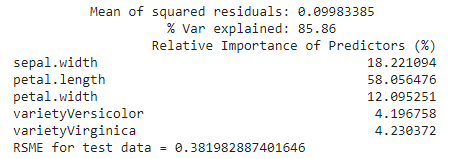 Mean of squared residuals: 0.09983385
% Var explained: 85.86
Relative Importance of Predictors (%)
sepal.width 18.221094
petal.length 58.056476
petal.width 12.095251
varietyVersicolor 4.196758
varietyVirginica 4.230372
RSME for test data = 0.381982887401646